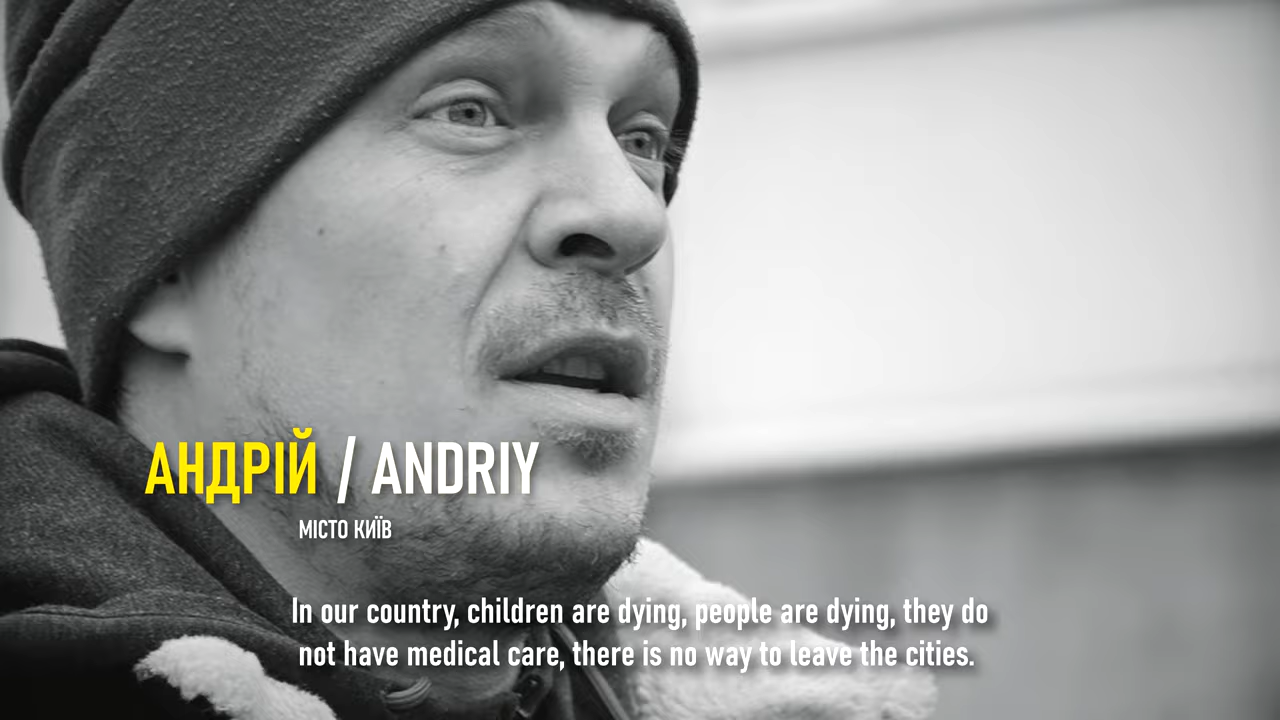 АНДРІЙ / ANDRIY
МІСТО КИЇВ
In our country, children are dying, people are dying, they do
not have medical care, there is no way to leave the cities.